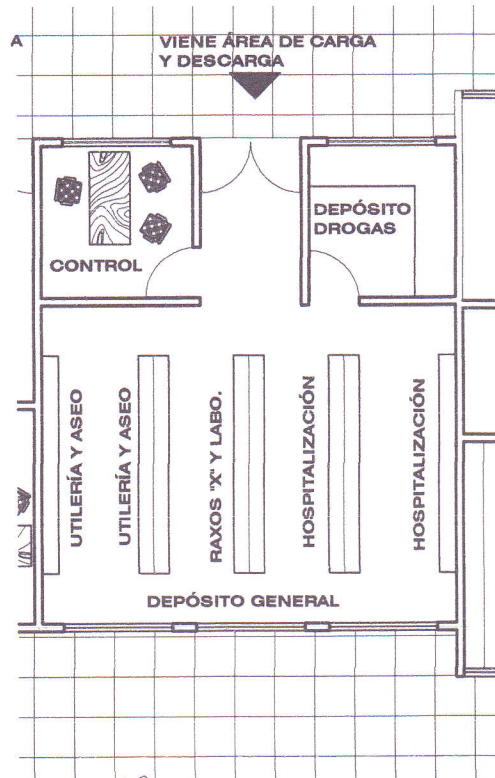 A
VIENE ÁREA DE CARGA
Y DESCARGA
DEPÓSITO
DROGAS
CONTROL
UTILERÍA Y ASEO
UTILERÍA Y ASEO
RAXOS "X" Y LABO.
HOSPITALIZACIÓN
HOSPITALIZACIÓN
DEPÓSITO GENERAL